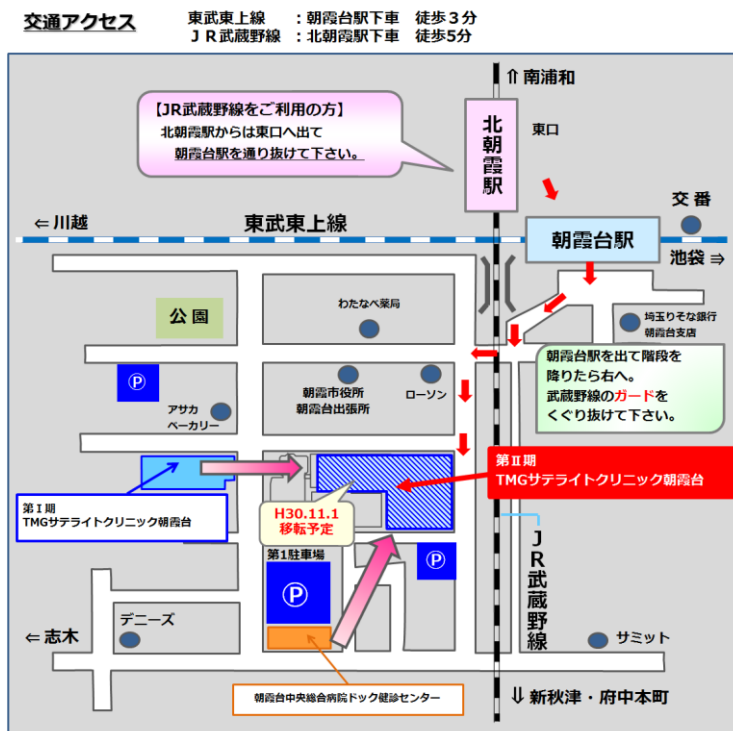 交通アクセス
東武東上線 ：朝霞台駅下車 徒歩３分
ＪＲ武蔵野線 ：北朝霞駅下車 徒歩5分
⇧南浦和
【JR武蔵野線をご利用の方】
北朝霞駅からは東口へ出て
朝霞台駅を通り抜けて下さい。
北朝霞駅
東口
交番
⇐川越
東武東上線
朝霞台駅
池袋⇒
わたなべ薬局
公園
埼玉りそな銀行
朝霞台支店
朝霞台駅を出て階段を
降りたら右へ。
武蔵野線のガードを
くぐり抜けて下さい。
Ⓟ
朝霞市役所
朝霞台出張所
ローソン
アサカ
ベーカリー
第Ⅱ期
TMGサテライトクリニック朝霞台
第Ⅰ期
TMGサテライトクリニック朝霞台
H30.11.1
移転予定
第1駐車場
Ⓟ
Ⓟ
ＪＲ武蔵野線
デニーズ
⇐志木
サミット
朝霞台中央総合病院ドック健診センター
⇩新秋津・府中本町